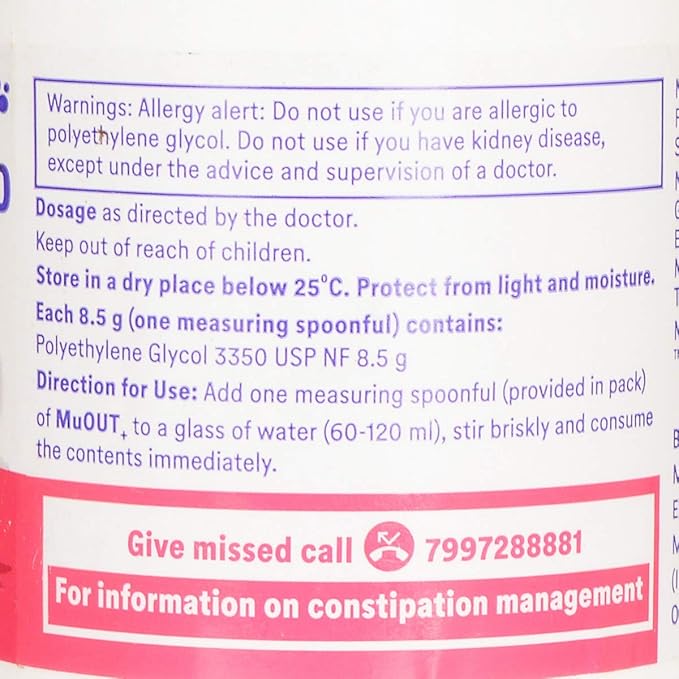 Warnings: Allergy alert: Do not use if you are allergic to
polyethylene glycol. Do not use if you have kidney disease,
except under the advice and supervision of a doctor.
Dosage as directed by the doctor.
Keep out of reach of children.
Store in a dry place below 25°C. Protect from light and moisture.
Each 8.5 g (one measuring spoonful) contains:
Polyethylene Glycol 3350 USP NF 8.5 g
Direction for Use: Add one measuring spoonful (provided in pack)
of MuOUT+ to a glass of water (60-120 ml), stir briskly and consume
the contents immediately.
Give missed call 7997288881
For information on constipation management